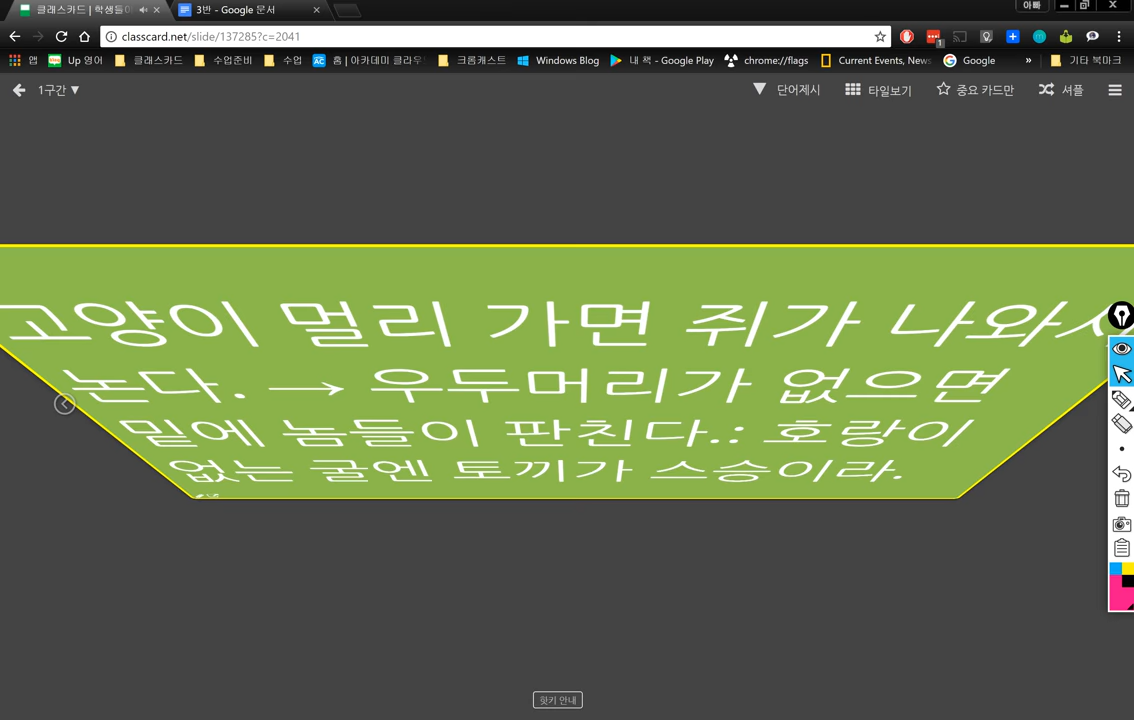 클래스카드 | 학생들이
3반 - Google 문서
아빠
classcard.net/slide/137285?c=2041
앱
Up 영어
클래스카드
수업준비
수업
홈 | 아카데미 클라우
크롬캐스트
Windows Blog
내 책 - Google Play
chrome://flags
Current Events, News
Google
»
기타 북마크
1구간 ▼
▼ 단어제시
타일보기
중요 카드만
셔플
고양이 멀리 가면 쥐가 나와서
논다. → 우두머리가 없으면
밑에 놈들이 판친다.: 호랑이
없는 굴엔 토끼가 스승이라.
핫키 안내